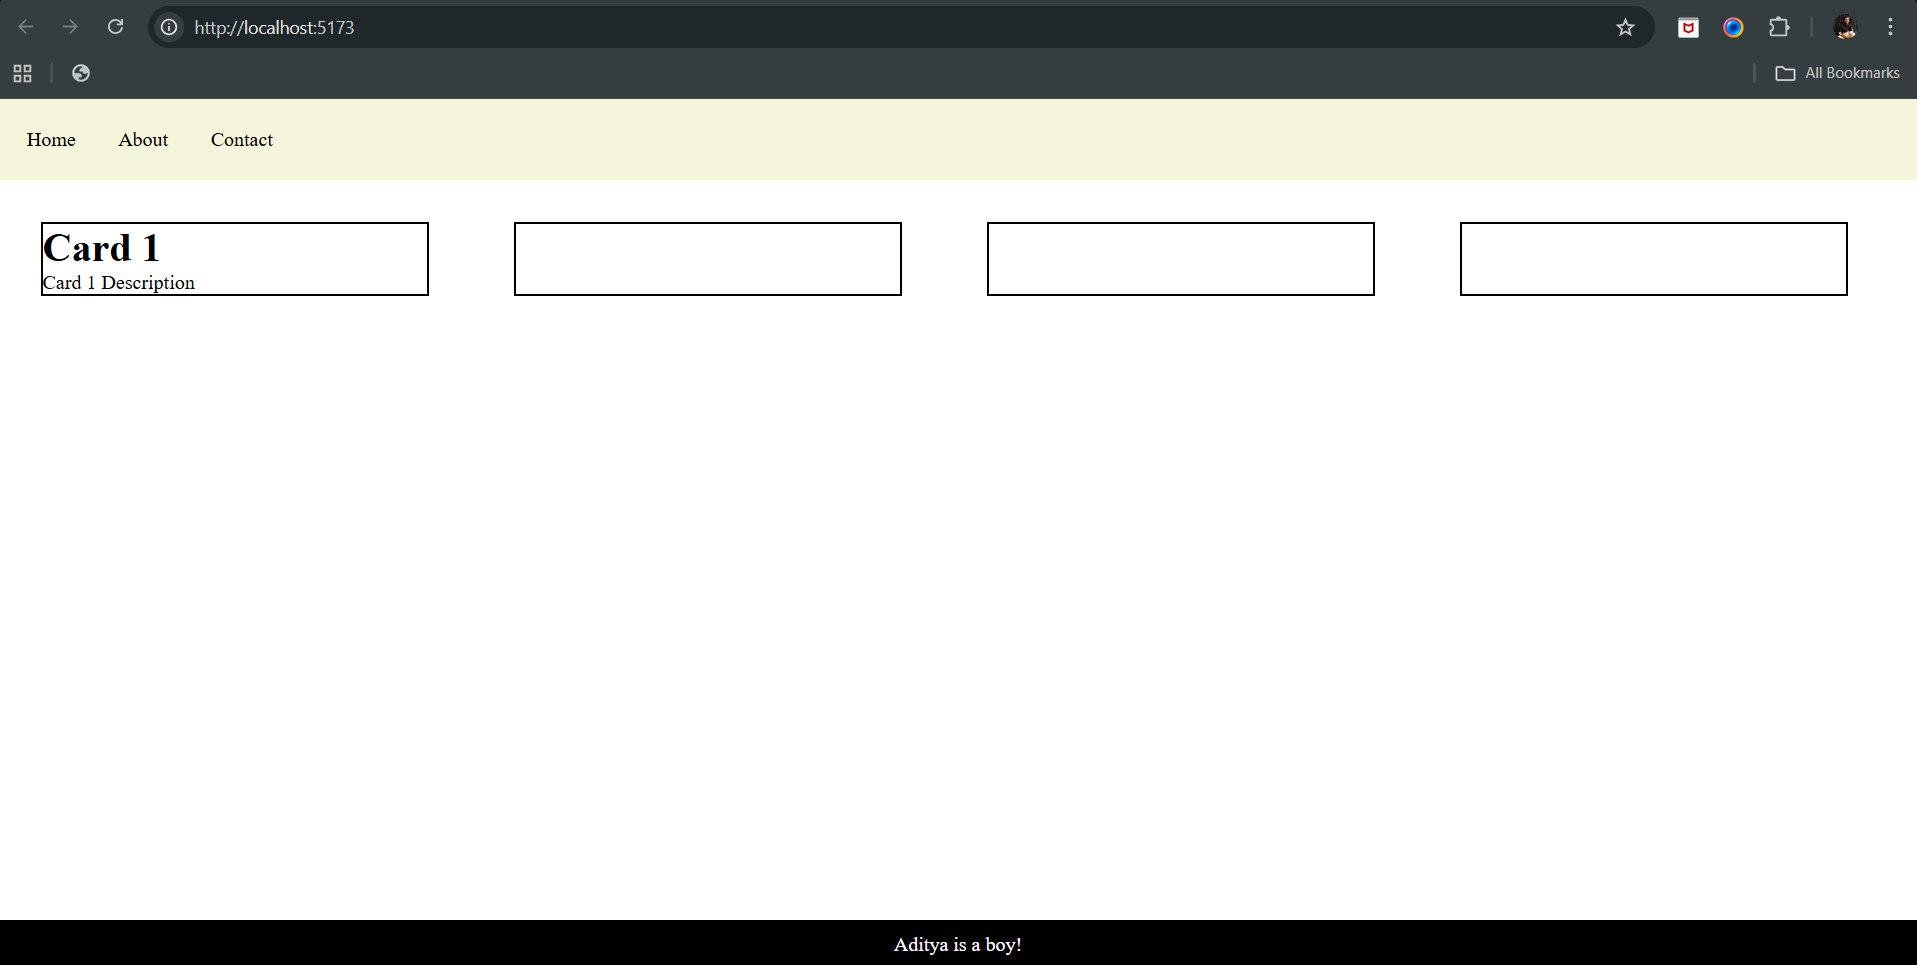 http://localhost:5173
All Bookmarks
Home About Contact
Card 1
Card 1 Description
Aditya is a boy!